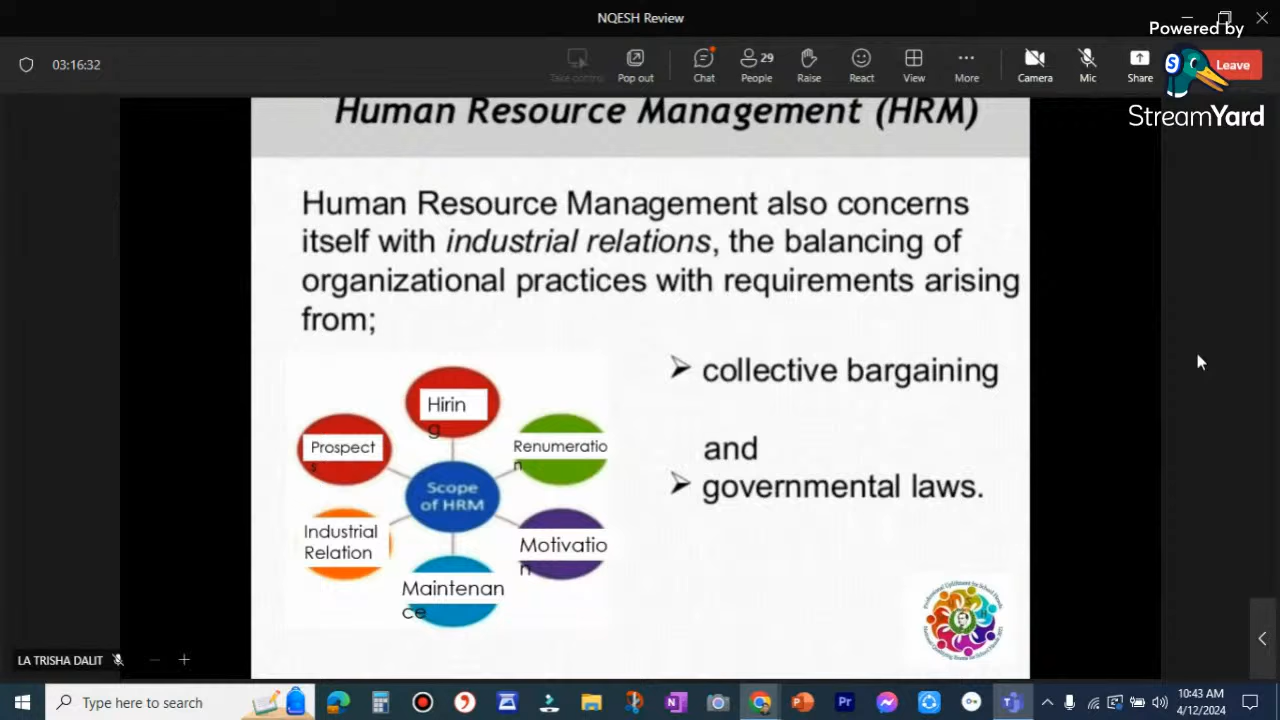 NQESH Review
Powered by
StreamYard
03:16:32
Take control
Pop out
Chat
29
People
Raise
React
View
More
Camera
Mic
Share
Leave
Human Resource Management (HRM)
Human Resource Management also concerns
itself with industrial relations, the balancing of
organizational practices with requirements arising
from;
collective bargaining
and
governmental laws.
Hirin
g
Prospect
s
Renumeratio
n
Scope
of HRM
Industrial
Relation
Motivatio
n
Maintenan
ce
LA TRISHA DALIT
Type here to search
Pr
10:43 AM
4/12/2024